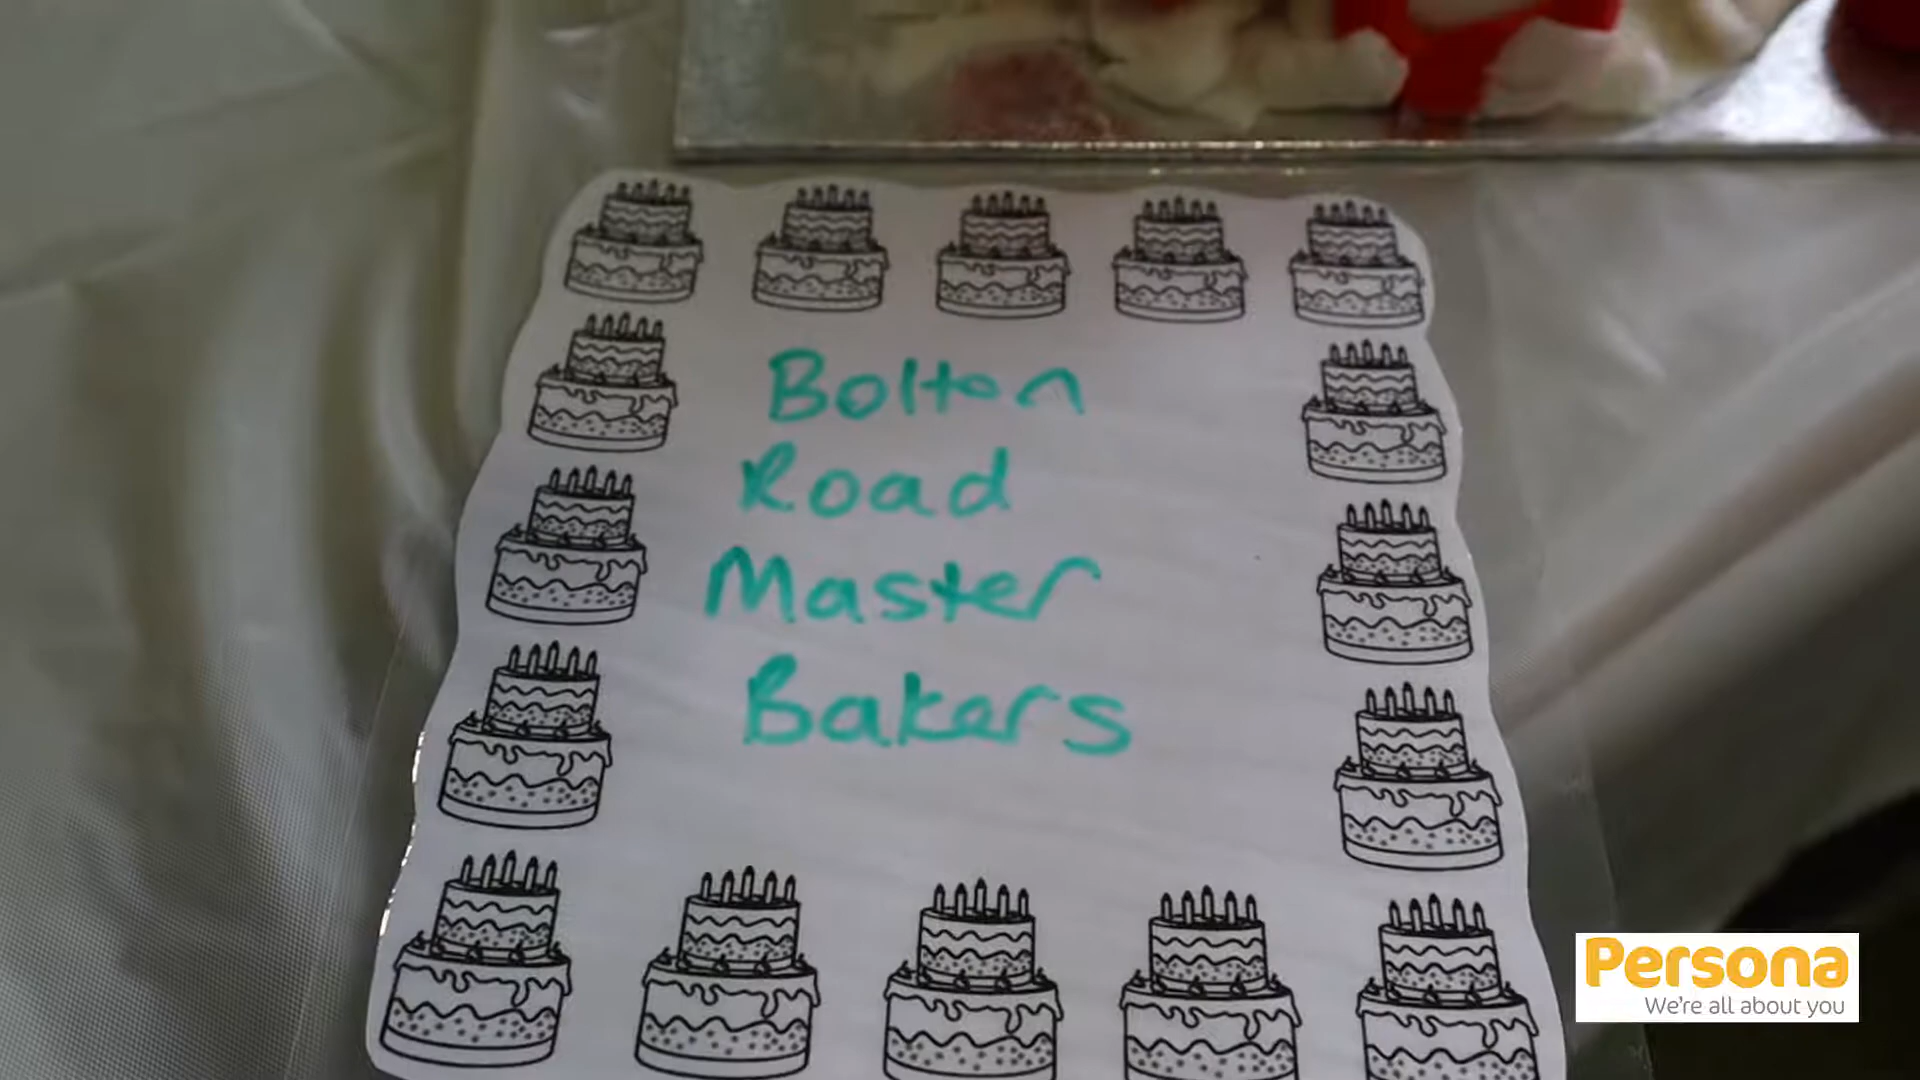 Bolton
Road
Master
Bakers
Persona
We're all about you